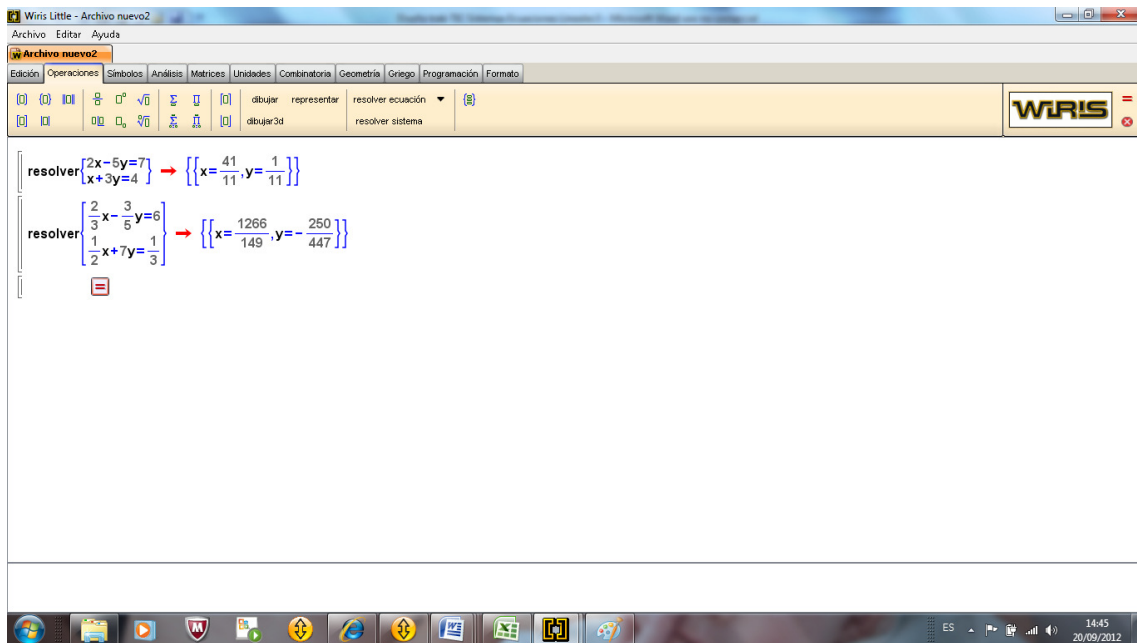 Wiris Little - Archivo nuevo2
Archivo Editar Ayuda
Archivo nuevo2
Edición Operaciones Símbolos Análisis Matrices Unidades Combinatoria Geometría Griego Programación Formato
dibujar representar resolver ecuación
dibujar3d resolver sistema
WIRIS
resolver{2x-5y=7 x+3y=4} → {{x=41/11,y=1/11}}
resolver{2/3x-3/5y=6 1/2x+7y=1/3} → {{x=1266/149,y=-250/447}}
=
ES 14:45
20/09/2012